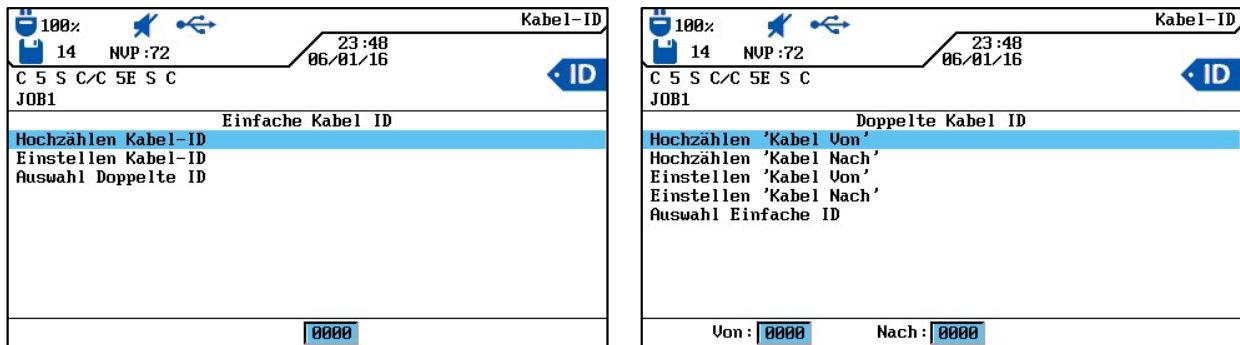 100%
Kabel-ID
14 NVP:72
23:48
06/01/16
C 5 S C/C 5E S C
ID
JOB1
Einfache Kabel ID
Hochzählen Kabel-ID
Einstellen Kabel-ID
Auswahl Doppelte ID
0000
100%
Kabel-ID
14 NVP:72
23:48
06/01/16
C 5 S C/C 5E S C
ID
JOB1
Doppelte Kabel ID
Hochzählen 'Kabel Von'
Hochzählen 'Kabel Nach'
Einstellen 'Kabel Von'
Einstellen 'Kabel Nach'
Auswahl Einfache ID
Von: 0000 Nach: 0000